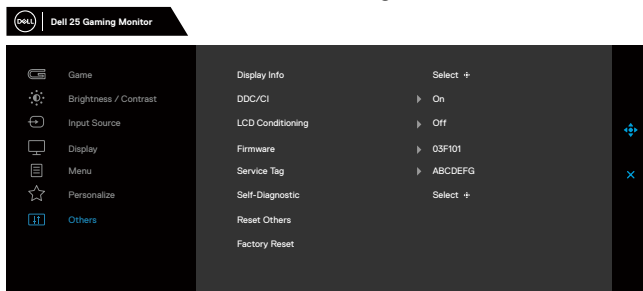 DELL
Dell 25 Gaming Monitor
Game
Brightness / Contrast
Input Source
Display
Menu
Personalize
Others
Display Info Select
DDC/CI On
LCD Conditioning Off
Firmware 03F101
Service Tag ABCDEFG
Self-Diagnostic Select
Reset Others
Factory Reset